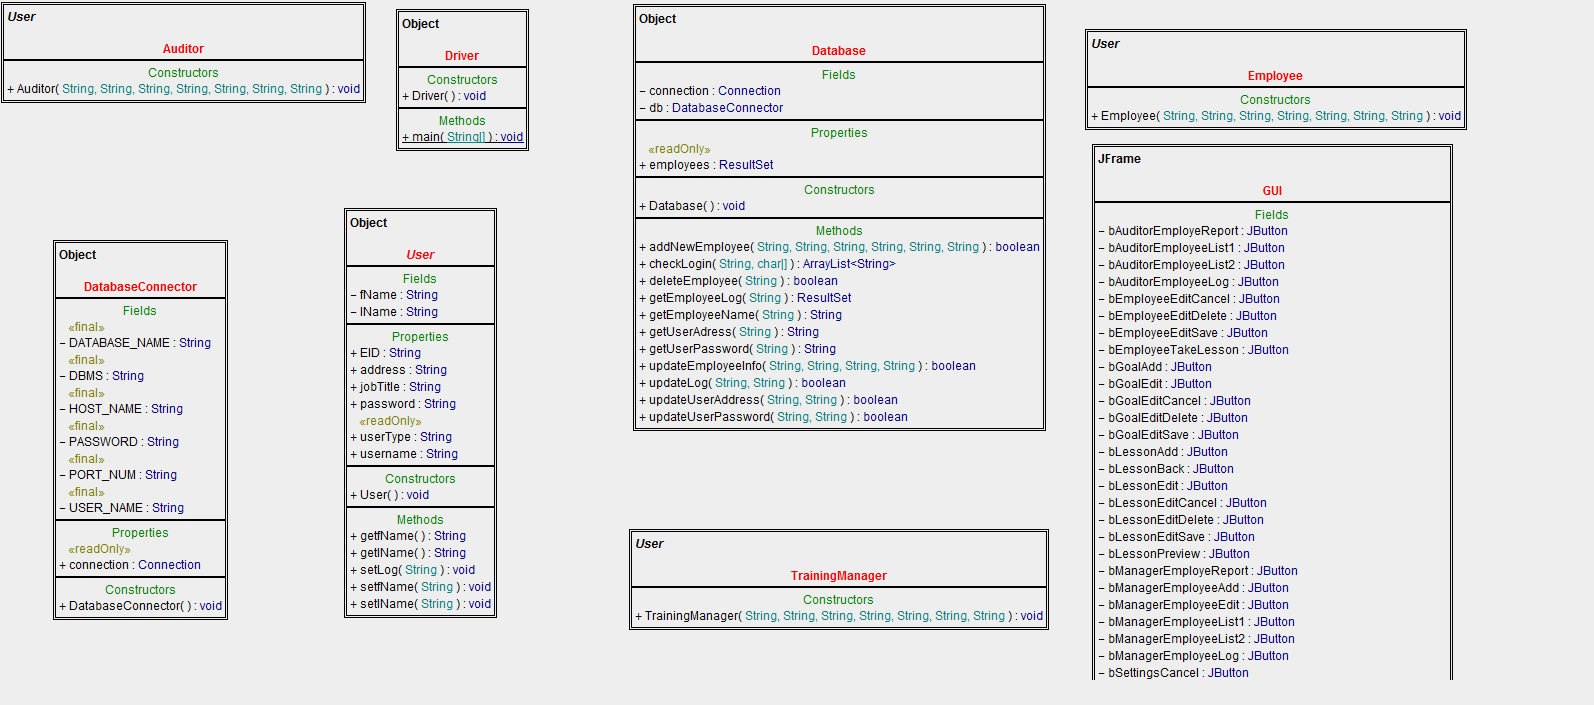 User
Auditor
Constructors
+ Auditor( String, String, String, String, String, String, String ) : void
Object
Driver
Constructors
+ Driver( ) : void
Methods
+ main( String[] ) : void
Object
Database
Fields
– connection : Connection
– db : DatabaseConnector
Properties
«readOnly»
+ employees : ResultSet
Constructors
+ Database( ) : void
Methods
+ addNewEmployee( String, String, String, String, String, String ) : boolean
+ checkLogin( String, char[] ) : ArrayList<String>
+ deleteEmployee( String ) : boolean
+ getEmployeeLog( String ) : ResultSet
+ getEmployeeName( String ) : String
+ getUserAdress( String ) : String
+ getUserPassword( String ) : String
+ updateEmployeeInfo( String, String, String, String ) : boolean
+ updateLog( String, String ) : boolean
+ updateUserAddress( String, String ) : boolean
+ updateUserPassword( String, String ) : boolean
User
Employee
Constructors
+ Employee( String, String, String, String, String, String, String ) : void
Object
DatabaseConnector
Fields
«final»
– DATABASE_NAME : String
«final»
– DBMS : String
«final»
– HOST_NAME : String
«final»
– PASSWORD : String
«final»
– PORT_NUM : String
«final»
– USER_NAME : String
Properties
«readOnly»
+ connection : Connection
Constructors
+ DatabaseConnector( ) : void
Object
User
Fields
– fName : String
– lName : String
Properties
+ EID : String
+ address : String
+ jobTitle : String
+ password : String
«readOnly»
+ userType : String
+ username : String
Constructors
+ User( ) : void
Methods
+ getfName( ) : String
+ getlName( ) : String
+ setLog( String ) : void
+ setfName( String ) : void
+ setlName( String ) : void
User
TrainingManager
Constructors
+ TrainingManager( String, String, String, String, String, String, String ) : void
JFrame
GUI
Fields
– bAuditorEmployeReport : JButton
– bAuditorEmployeeList1 : JButton
– bAuditorEmployeeList2 : JButton
– bAuditorEmployeeLog : JButton
– bEmployeeEditCancel : JButton
– bEmployeeEditDelete : JButton
– bEmployeeEditSave : JButton
– bEmployeeTakeLesson : JButton
– bGoalAdd : JButton
– bGoalEdit : JButton
– bGoalEditCancel : JButton
– bGoalEditDelete : JButton
– bGoalEditSave : JButton
– bLessonAdd : JButton
– bLessonBack : JButton
– bLessonEdit : JButton
– bLessonEditCancel : JButton
– bLessonEditDelete : JButton
– bLessonEditSave : JButton
– bLessonPreview : JButton
– bManagerEmployeReport : JButton
– bManagerEmployeeAdd : JButton
– bManagerEmployeeEdit : JButton
– bManagerEmployeeList1 : JButton
– bManagerEmployeeList2 : JButton
– bManagerEmployeeLog : JButton
– bSettingsCancel : JButton